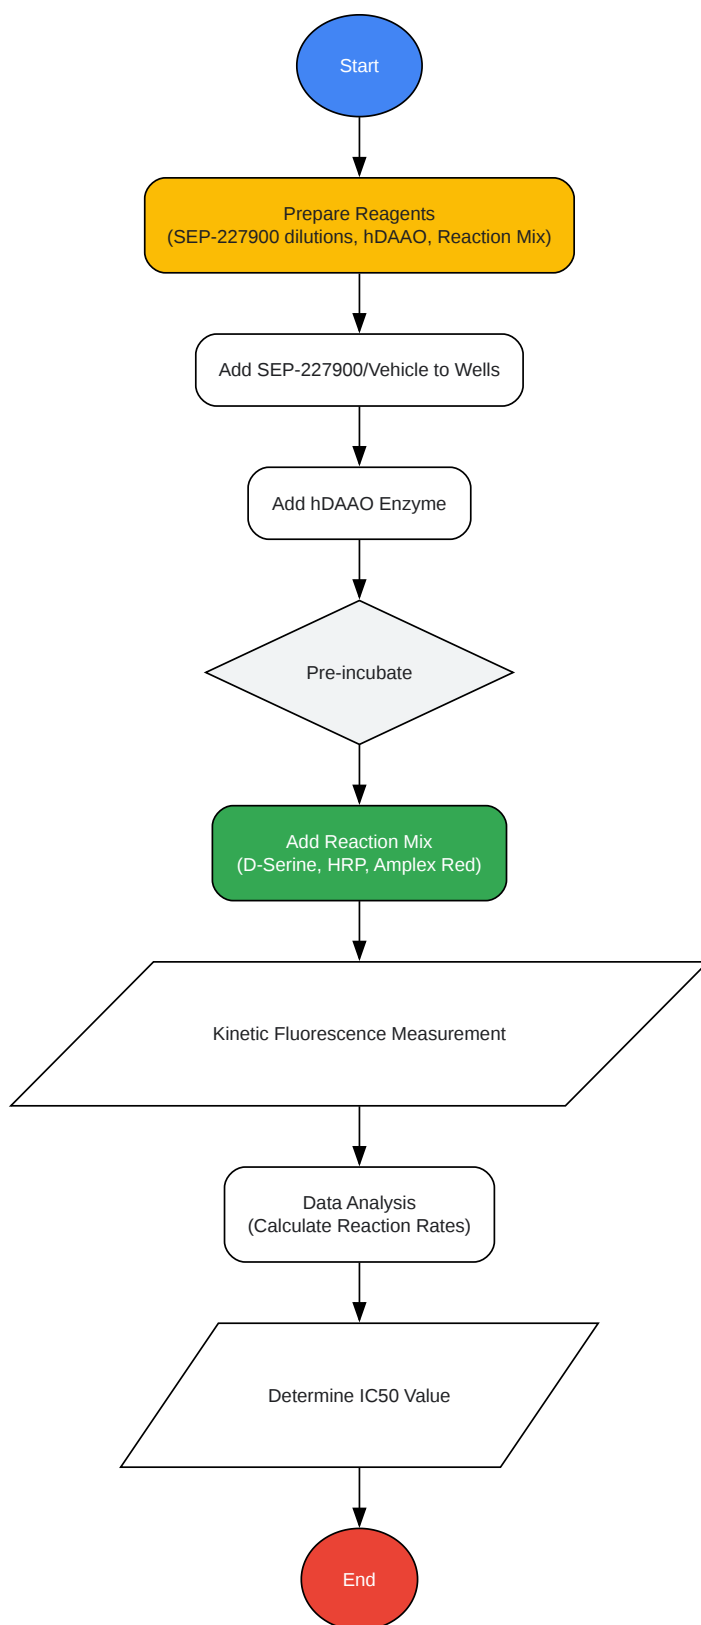 Start
Prepare Reagents
(SEP-227900 dilutions, hDAAO, Reaction Mix)
Add SEP-227900/Vehicle to Wells
Add hDAAO Enzyme
Pre-incubate
Add Reaction Mix
(D-Serine, HRP, Amplex Red)
Kinetic Fluorescence Measurement
Data Analysis
(Calculate Reaction Rates)
Determine IC50 Value
End